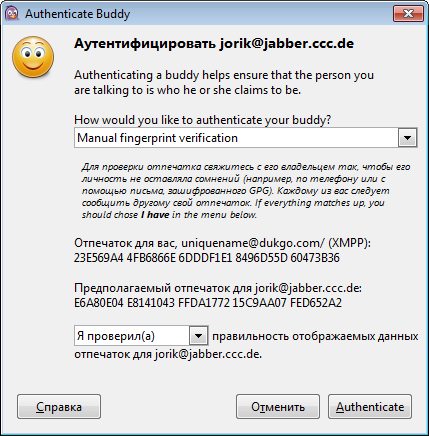 Authenticate Buddy
Аутентифицировать jorik@jabber.ccc.de
Authenticating a buddy helps ensure that the person you
are talking to is who he or she claims to be.
How would you like to authenticate your buddy?
Manual fingerprint verification
Для проверки отпечатка свяжитесь с его владельцем так, чтобы его
личность не оставляла сомнений (например, по телефону или с
помощью письма, зашифрованного GPG). Каждому из вас следует
сообщить другому свой отпечаток. If everything matches up, you
should chose I have in the menu below.
Отпечаток для вас, uniquename@dukgo.com/ (XMPP):
23E569A4 4FB6866E 6DDDF1E1 8496D55D 60473B36
Предполагаемый отпечаток для jorik@jabber.ccc.de:
E6A80E04 E8141043 FFDA1772 15C9AA07 FED652A2
Я проверил(а) правильность отображаемых данных
отпечатка для jorik@jabber.ccc.de.
Справка Отменить Authenticate